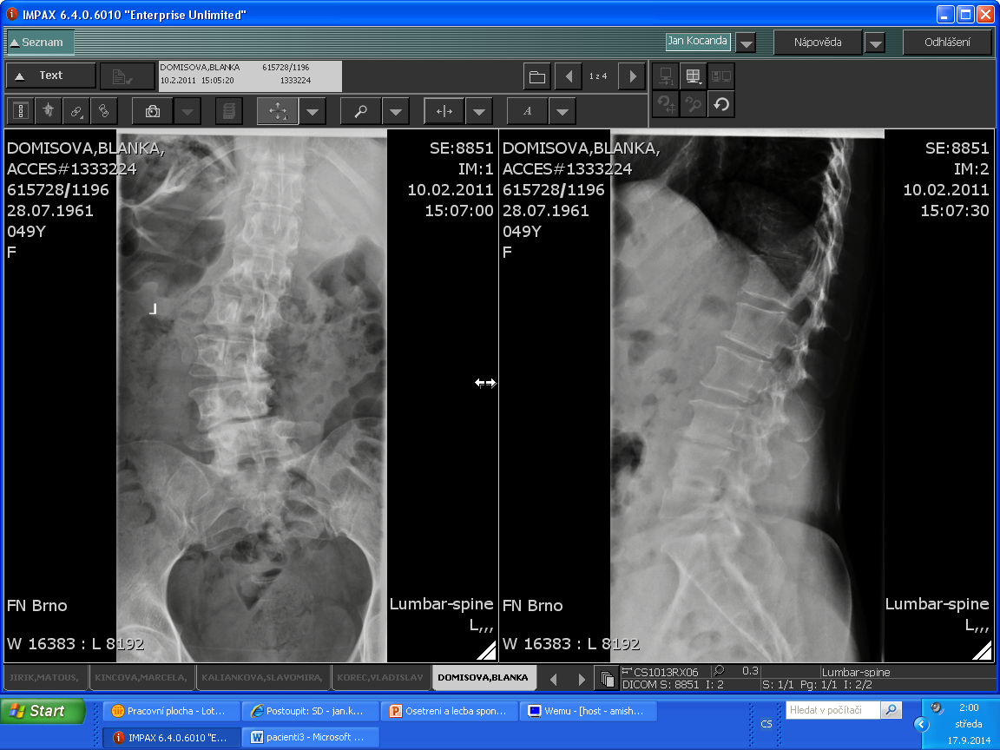 IMPAX 6.4.0.6010 "Enterprise Unlimited"
Seznam
Jan Kocanda
Nápověda
Odhlášení
Text
DOMISOVA,BLANKA 615728/1196
10.2.2011 15:05:20 1333224
1 z 4
A
DOMISOVA,BLANKA,
ACCES#1333224
615728/1196
28.07.1961
049Y
F
SE:8851
IM:1
10.02.2011
15:07:00
FN Brno
W 16383 : L 8192
Lumbar-spine
L,,,
DOMISOVA,BLANKA,
ACCES#1333224
615728/1196
28.07.1961
049Y
F
SE:8851
IM:2
10.02.2011
15:07:30
FN Brno
W 16383 : L 8192
Lumbar-spine
L,,,
JIRIK,MATOUS,
KINCOVA,MARCELA,
KALIANKOVA,SLAVOMIRA,
KOREC,VLADISLAV
DOMISOVA,BLANKA
CS1013RX06
0.3
Lumbar-spine
DICOM S: 8851 I: 2
S: 1/1 Pg: 1/1 I: 2/2
Start
Pracovní plocha - Lot...
Postoupit: SD - jan.k...
Osetreni a lecba spon...
Wemu - [host - amish...
IMPAX 6.4.0.6010 "E...
pacienti3 - Microsoft ...
CS
Hledat v počítači
2:00
středa
17.9.2014